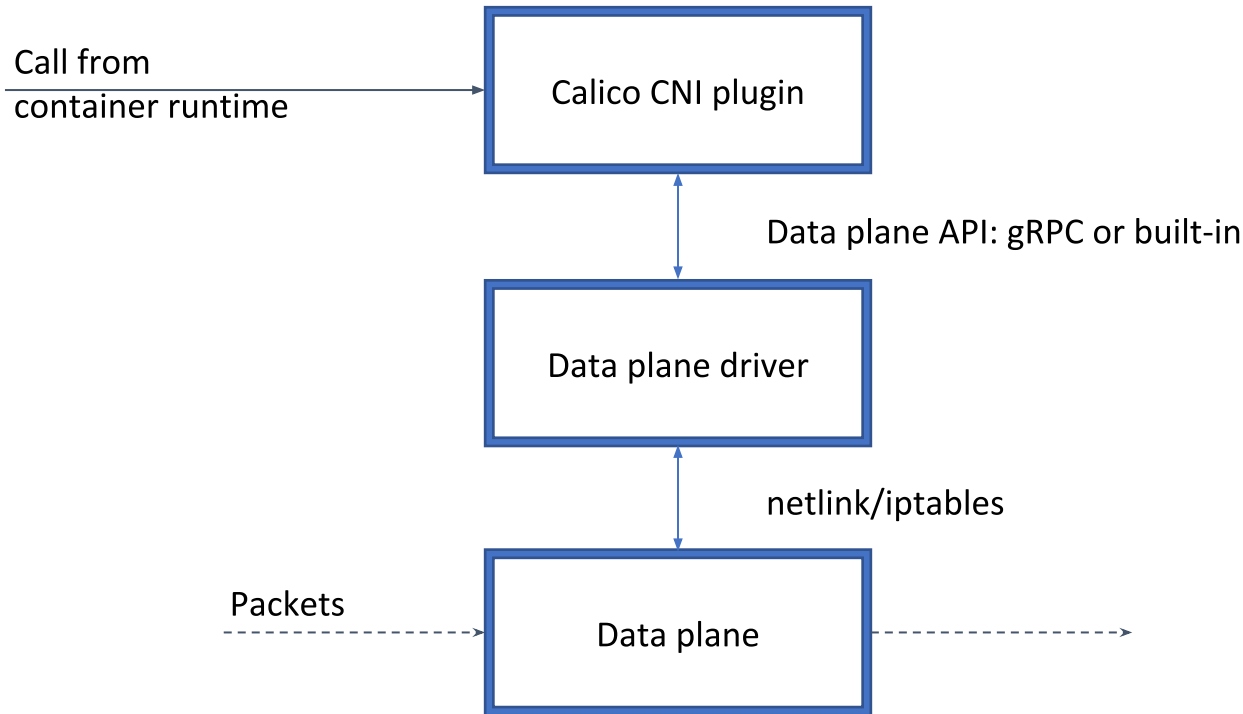 Call from
container runtime
Calico CNI plugin
Data plane API: gRPC or built-in
Data plane driver
netlink/iptables
Packets
Data plane